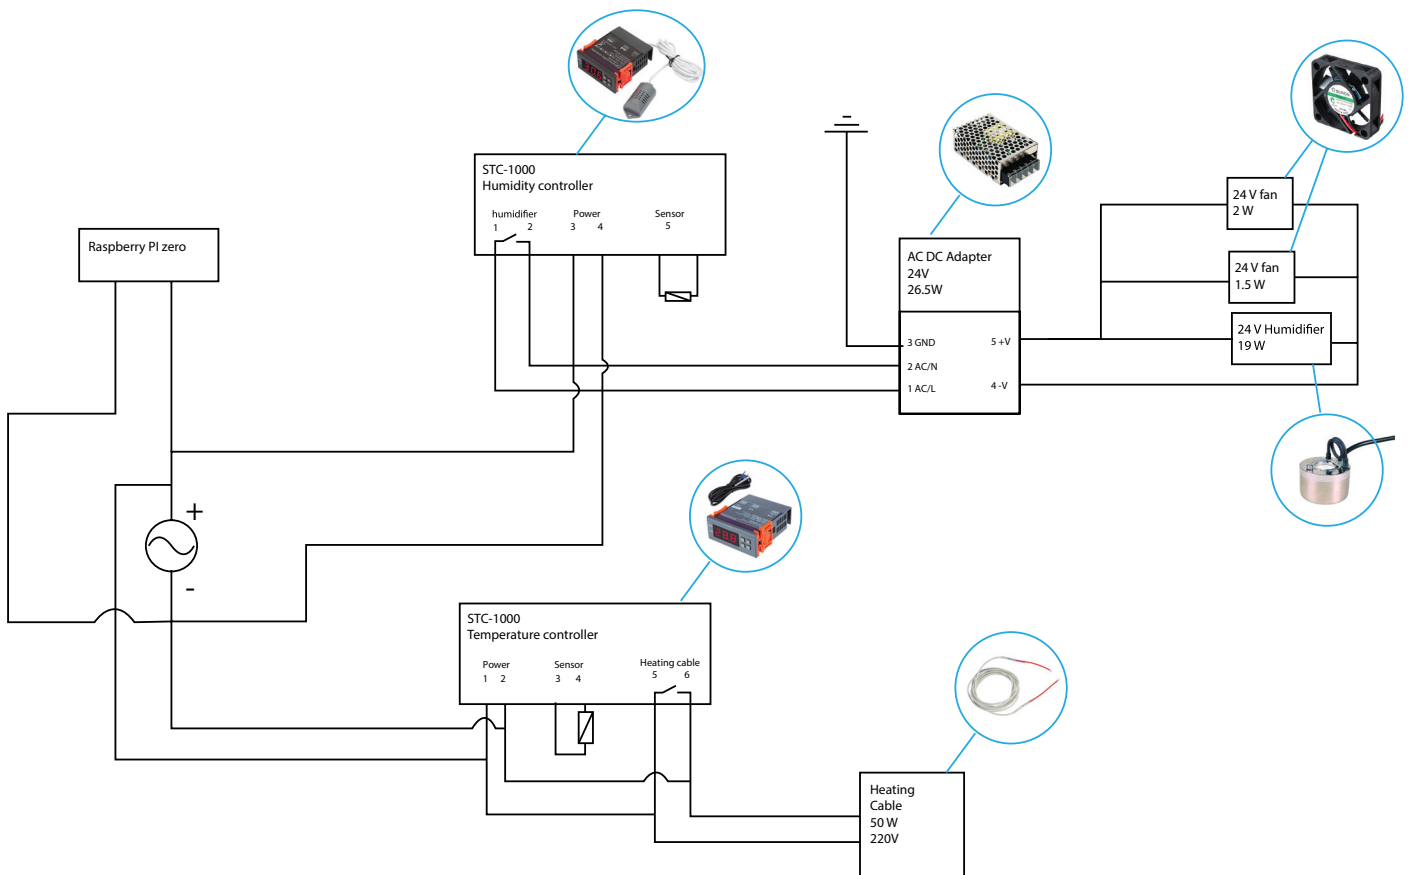 STC-1000
Humidity controller
humidifier
Power
Sensor
1
2
3
4
5
Raspberry PI zero
+
-
AC DC Adapter
24V
26.5W
3 GND
5 +V
2 AC/N
1 AC/L
4 -V
24 V fan
2 W
24 V fan
1.5 W
24 V Humidifier
19 W
STC-1000
Temperature controller
Power
Sensor
Heating cable
1
2
3
4
5
6
Heating
Cable
50 W
220V